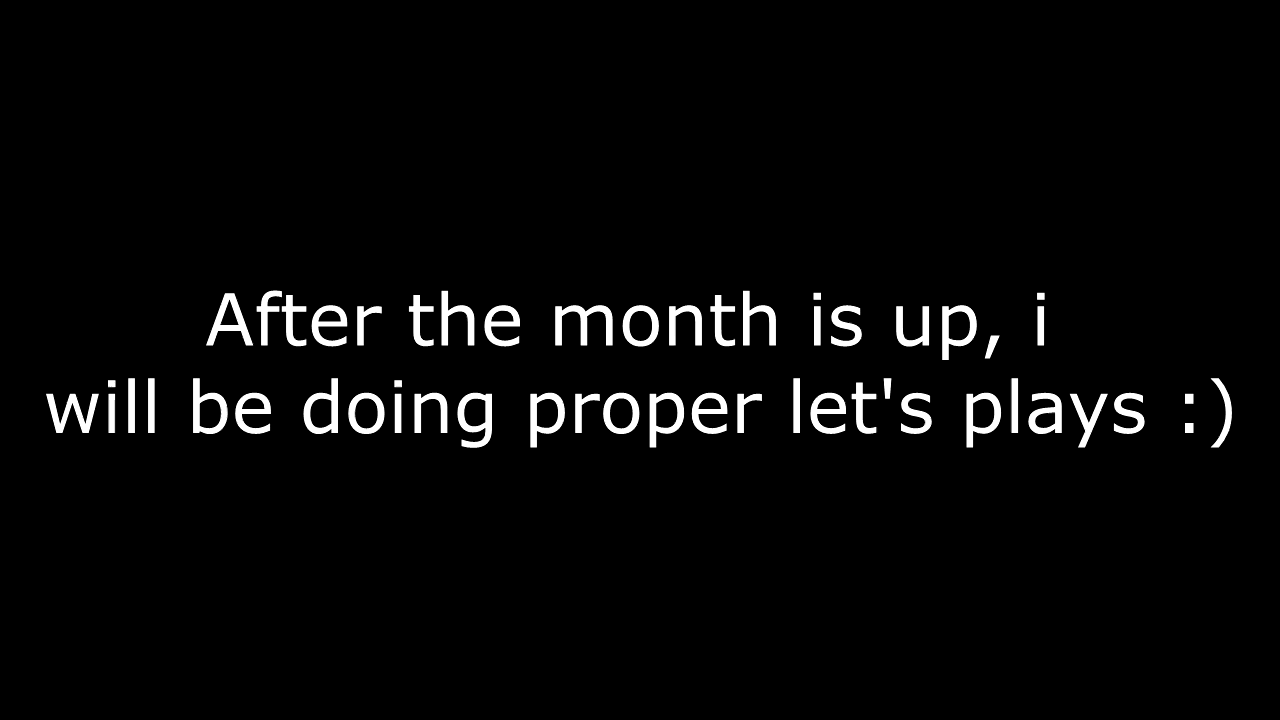 After the month is up, i
will be doing proper let's plays :)